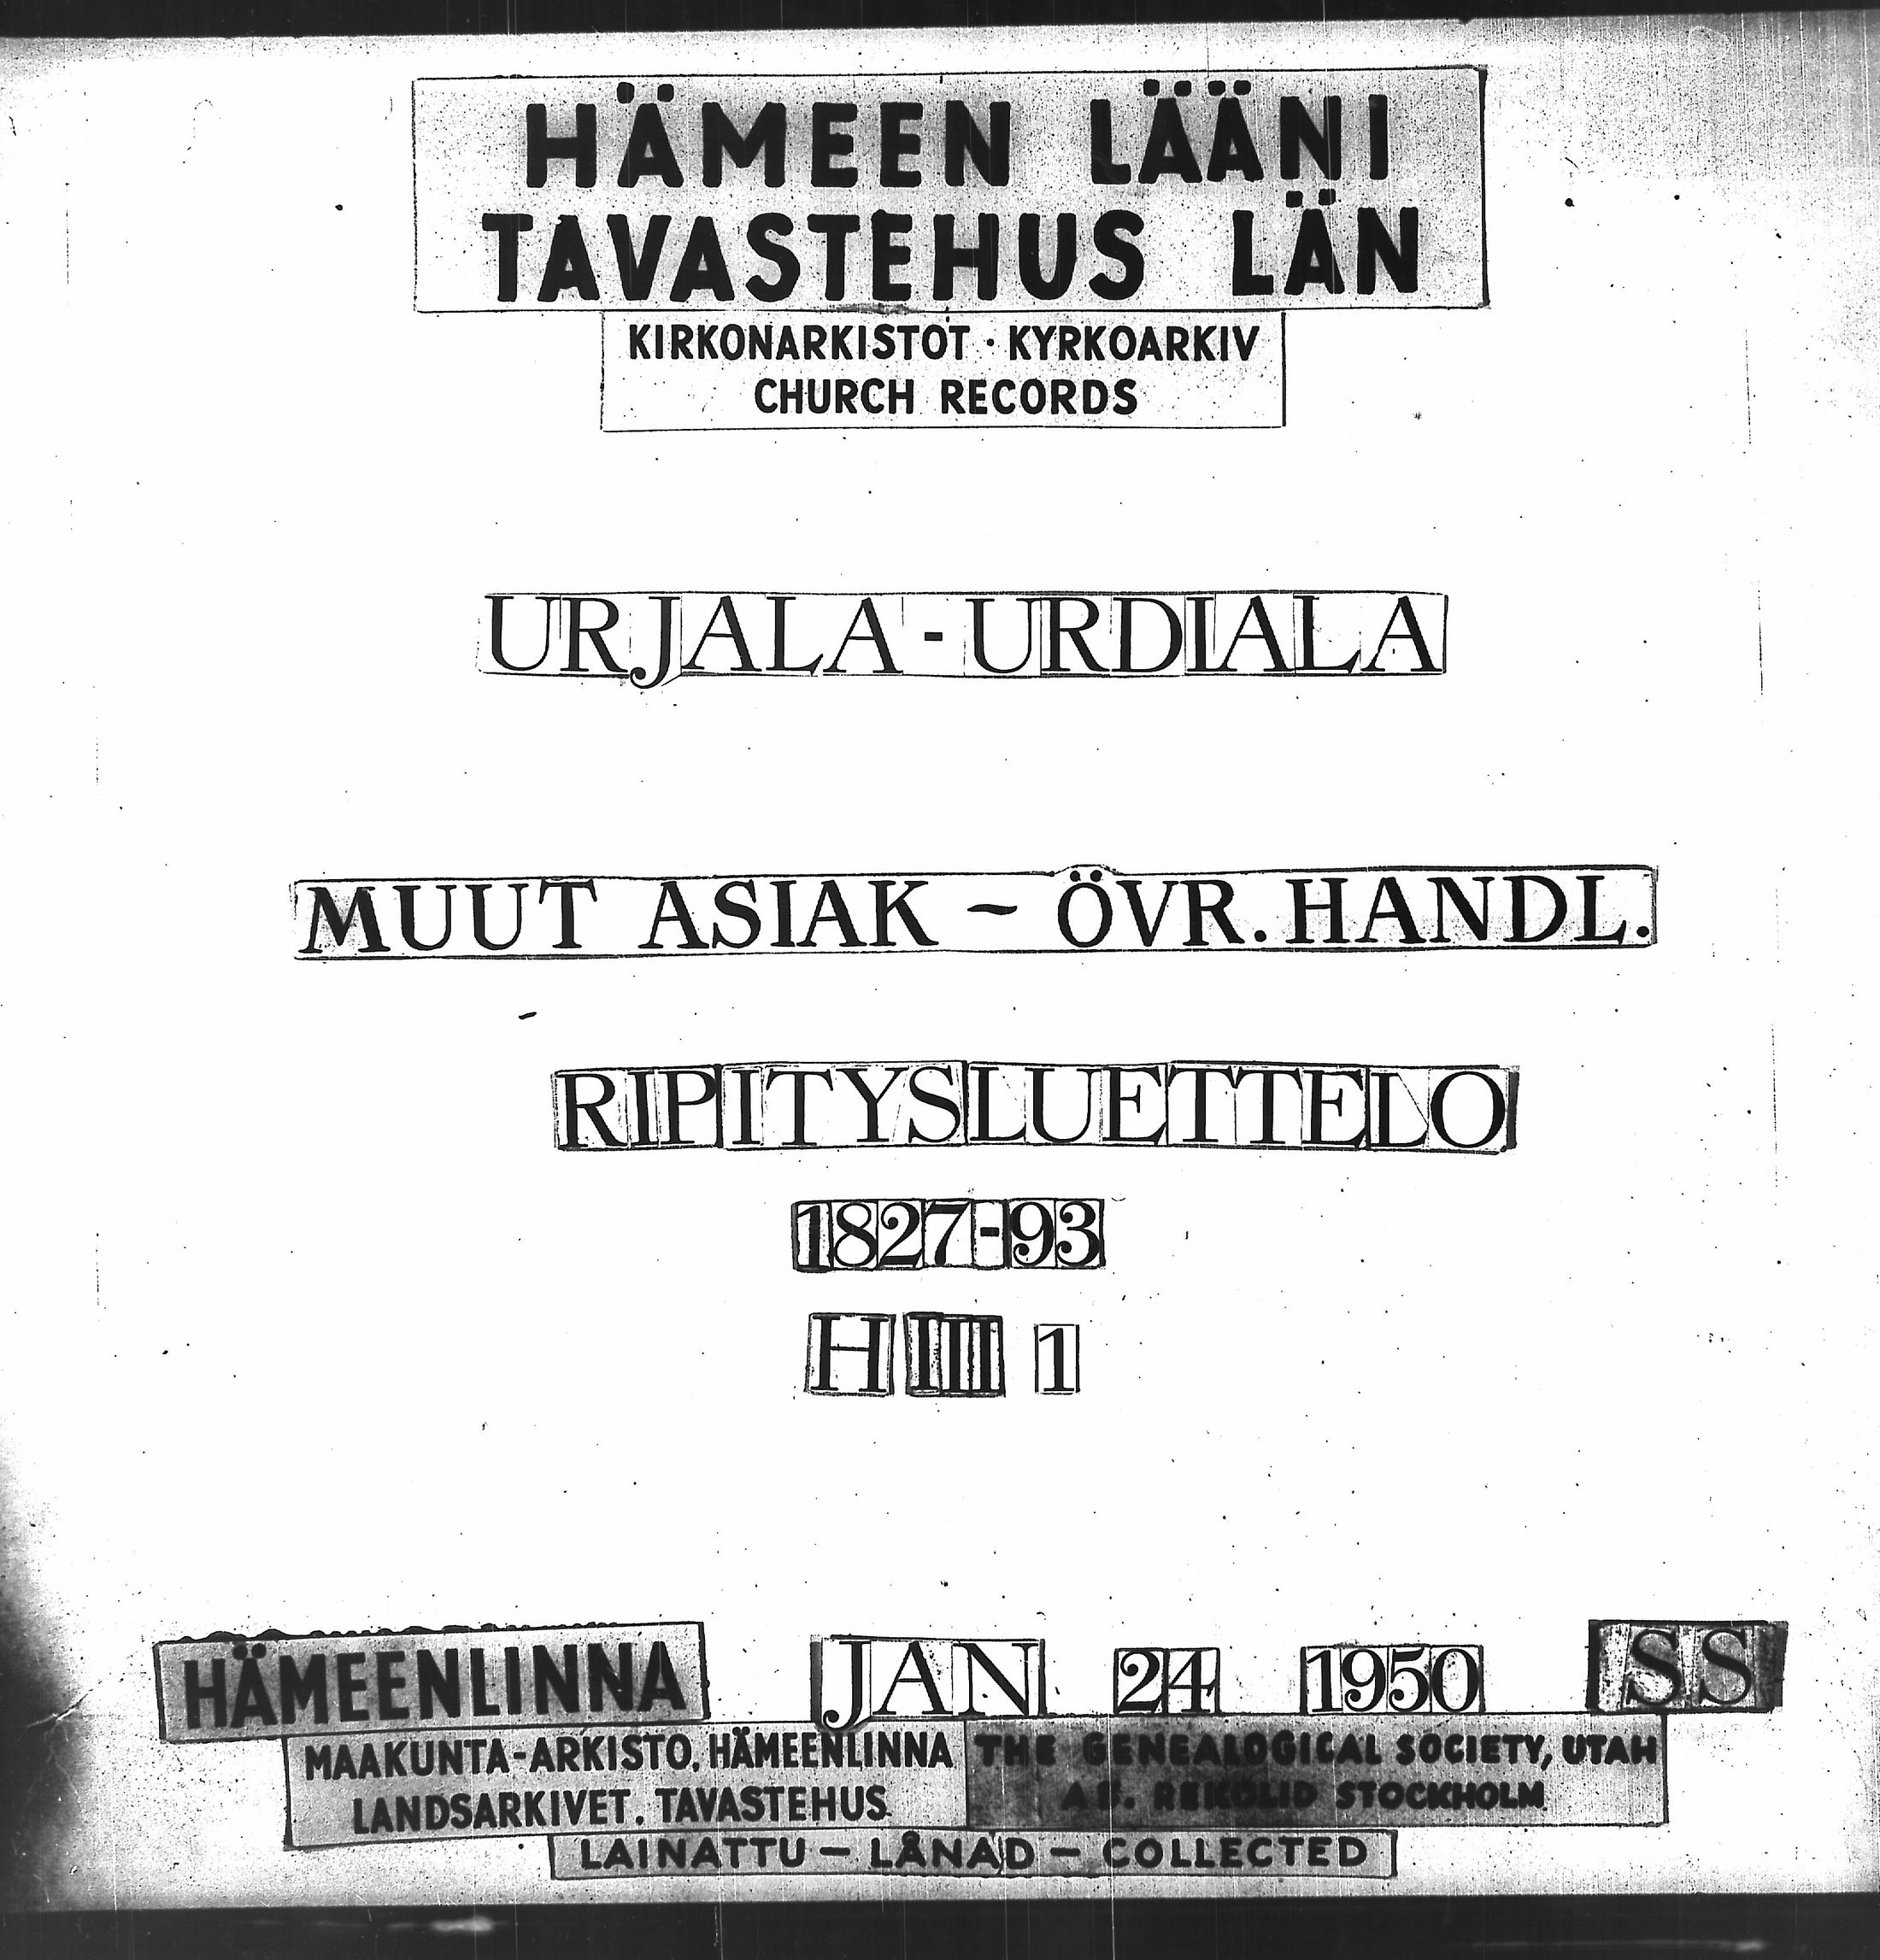 HÄMEEN LÄÄNI
TAVASTEHUS LÄN
KIRKONARKISTOT · KYRKOARKIV
CHURCH RECORDS
URJALA - URDIALA
MUUT ASIAK ~ ÖVR. HANDL.
RIPITYSLUETTELO
1827-93
H III 1
HÄMEENLINNA JAN 24 1950 SS
MAAKUNTA-ARKISTO, HÄMEENLINNA THE GENEALOGICAL SOCIETY, UTAH
LANDSARKIVET. TAVASTEHUS AB. REKOLID STOCKHOLM
LAINATTU — LÅNAD — COLLECTED